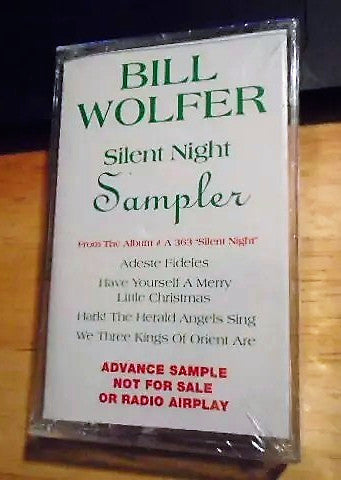 BILL
WOLFER
Silent Night
Sampler
From The Album # A 363 "Silent Night"
Adeste Fideles
Have Yourself A Merry
Little Christmas
Hark! The Herald Angels Sing
We Three Kings Of Orient Are
ADVANCE SAMPLE
NOT FOR SALE
OR RADIO AIRPLAY